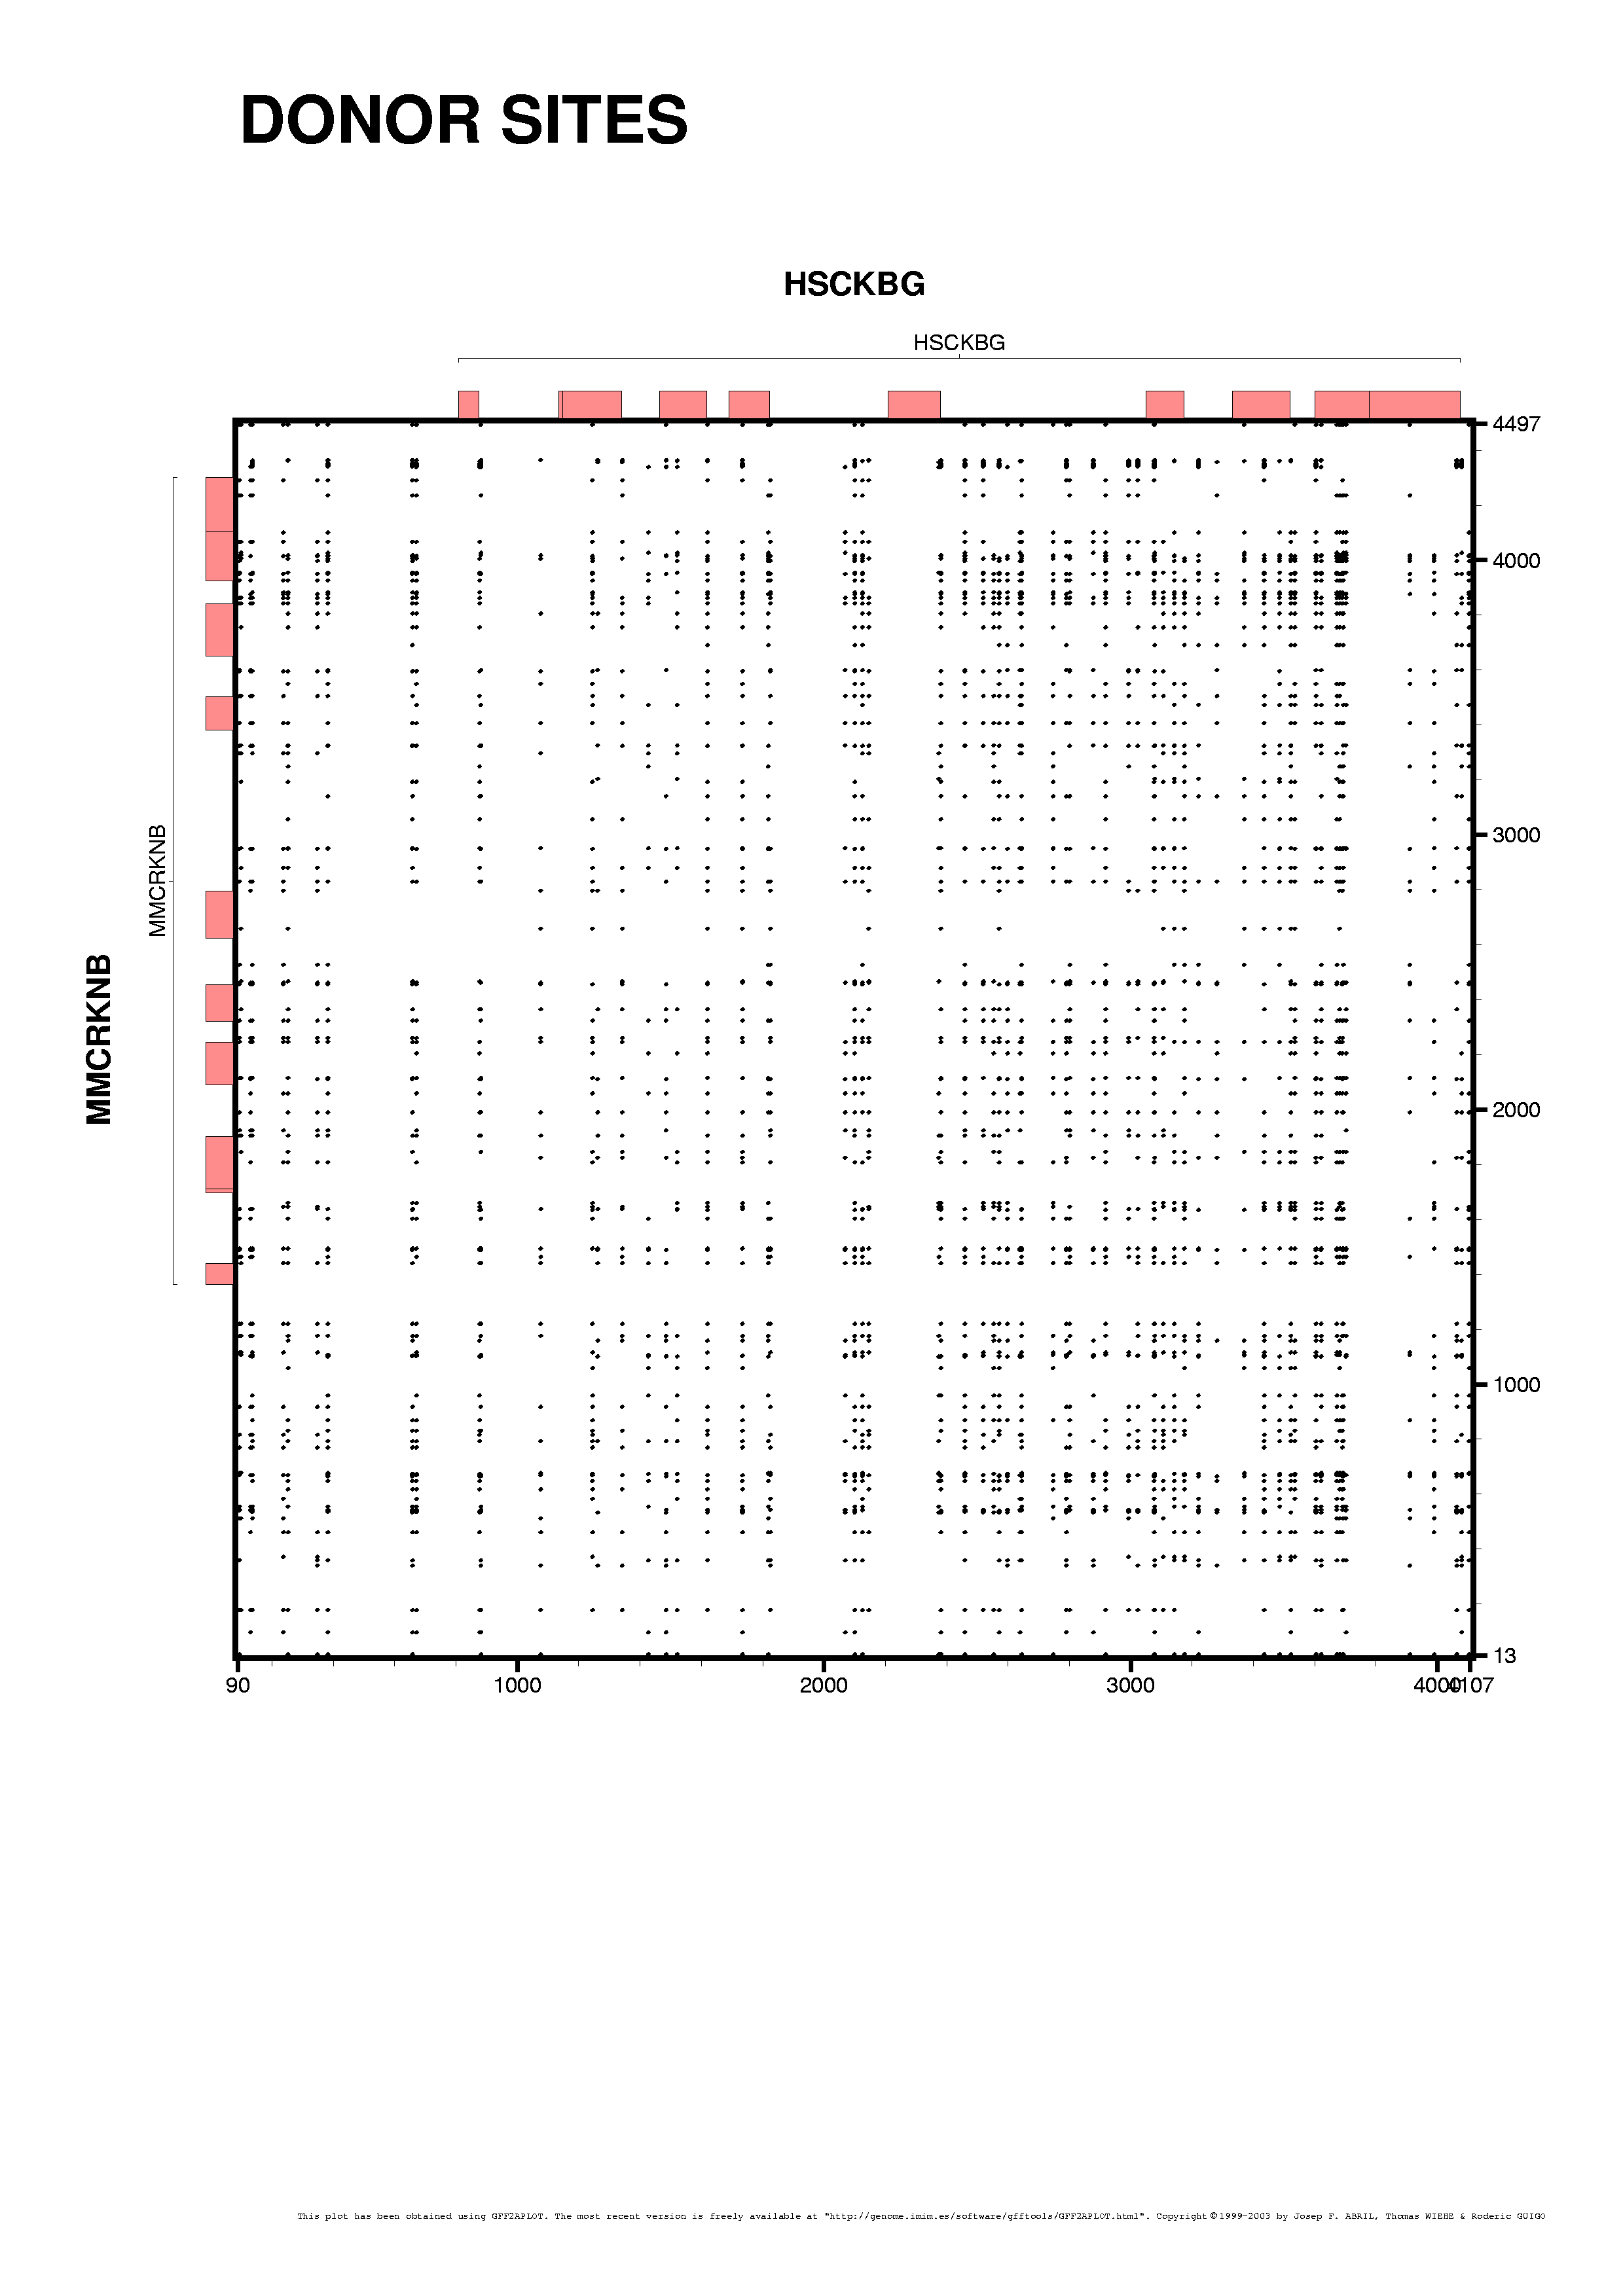 DONOR SITES
HSCKBG
HSCKBG
4497
4000
3000
MMCRKNB
MMCRKNB
2000
1000
13
90 1000 2000 3000 4000 4107
This plot has been obtained using GFF2APLOT. The most recent version is freely available at "http://genome.imim.es/software/gfftools/GFF2APLOT.html". Copyright ©1999-2003 by Josep F. ABRIL, Thomas WIEHE & Roderic GUIGO